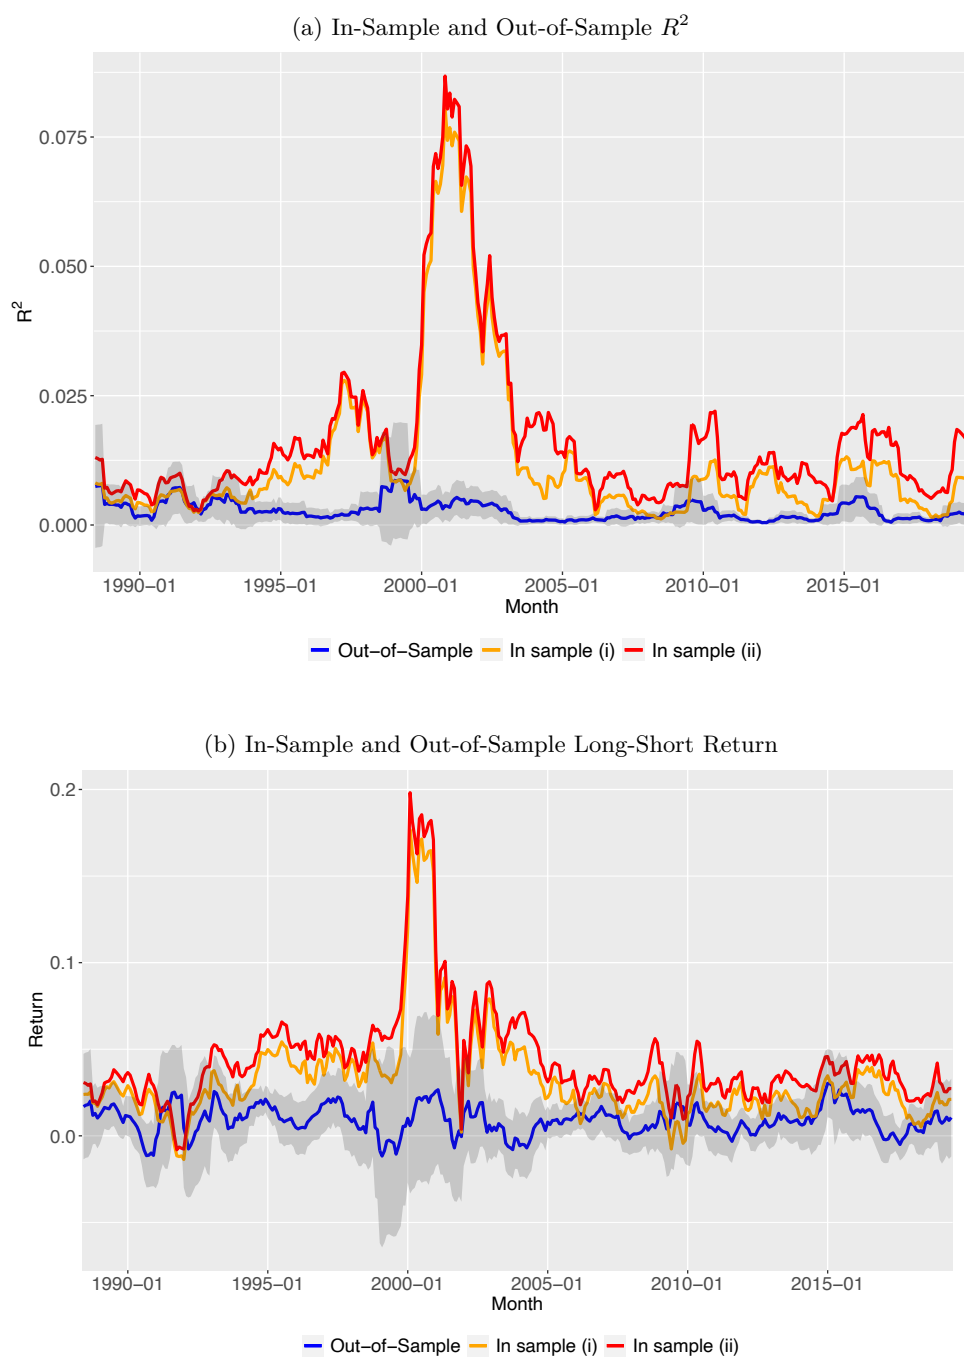 (a) In-Sample and Out-of-Sample R²
0.075
0.050
0.025
0.000
R²
1990−01 1995−01 2000−01 2005−01 2010−01 2015−01
Month
Out−of−Sample In sample (i) In sample (ii)
(b) In-Sample and Out-of-Sample Long-Short Return
0.2
0.1
0.0
Return
1990−01 1995−01 2000−01 2005−01 2010−01 2015−01
Month
Out−of−Sample In sample (i) In sample (ii)